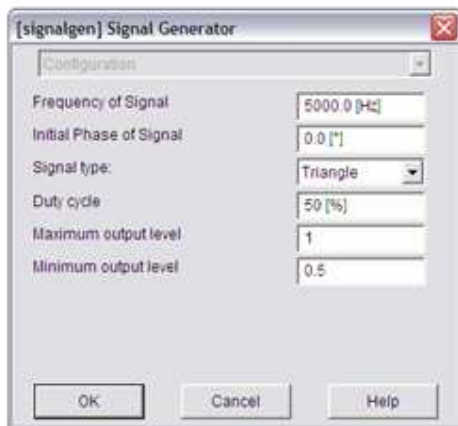 [signalgen] Signal Generator
Configuration
Frequency of Signal 5000.0 [Hz]
Initial Phase of Signal 0.0 [°]
Signal type: Triangle
Duty cycle 50 [%]
Maximum output level 1
Minimum output level 0.5
OK Cancel Help